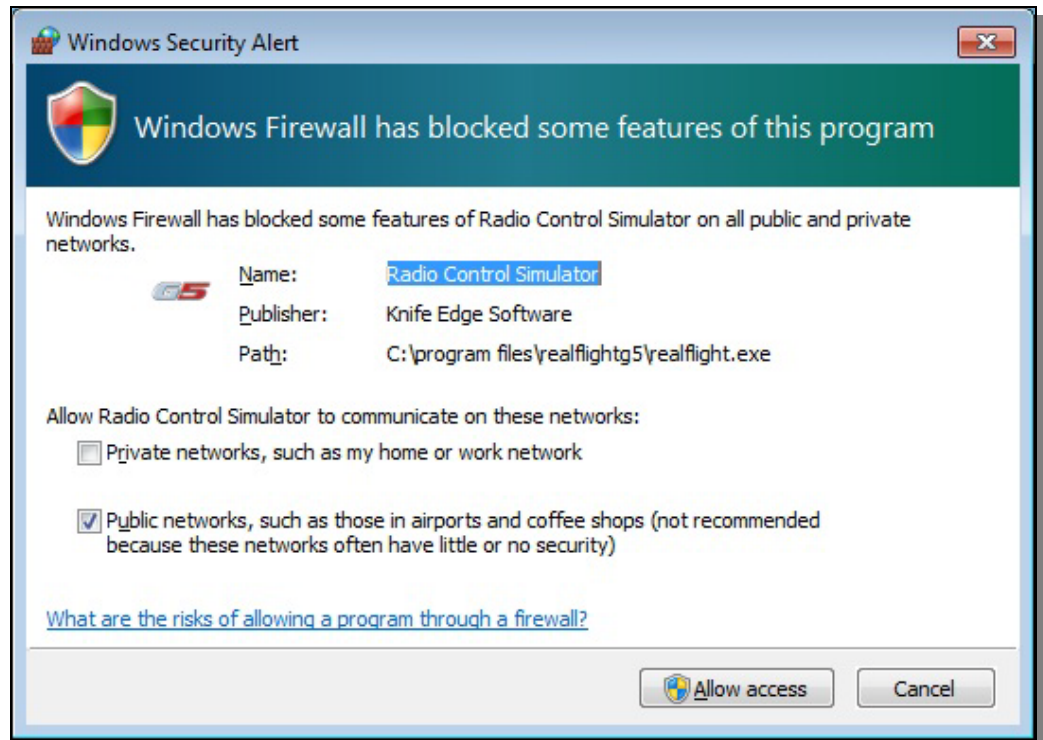 Windows Security Alert
Windows Firewall has blocked some features of this program
Windows Firewall has blocked some features of Radio Control Simulator on all public and private
networks.
G5
Name: Radio Control Simulator
Publisher: Knife Edge Software
Path: C:\program files\realflightg5\realflight.exe
Allow Radio Control Simulator to communicate on these networks:
Private networks, such as my home or work network
Public networks, such as those in airports and coffee shops (not recommended
because these networks often have little or no security)
What are the risks of allowing a program through a firewall?
Allow access Cancel